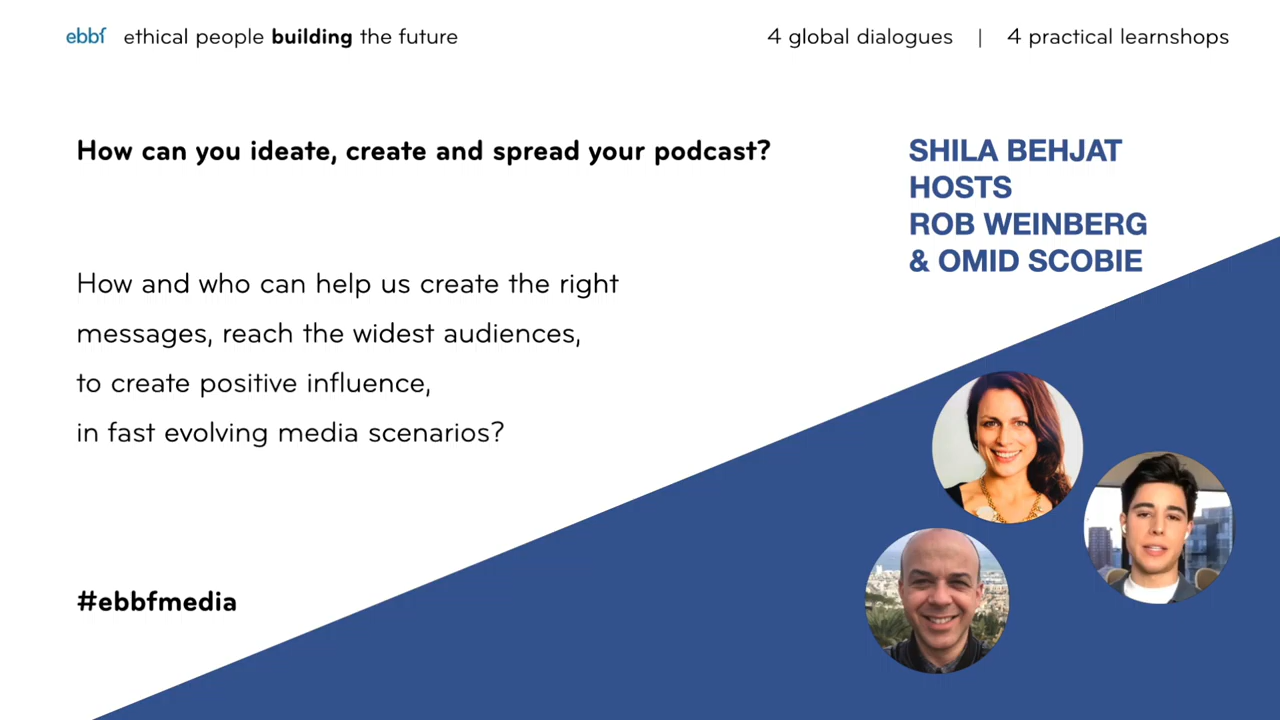 ebbf ethical people building the future
4 global dialogues | 4 practical learnshops
How can you ideate, create and spread your podcast?
SHILA BEHJAT
HOSTS
ROB WEINBERG
& OMID SCOBIE
How and who can help us create the right
messages, reach the widest audiences,
to create positive influence,
in fast evolving media scenarios?
#ebbfmedia